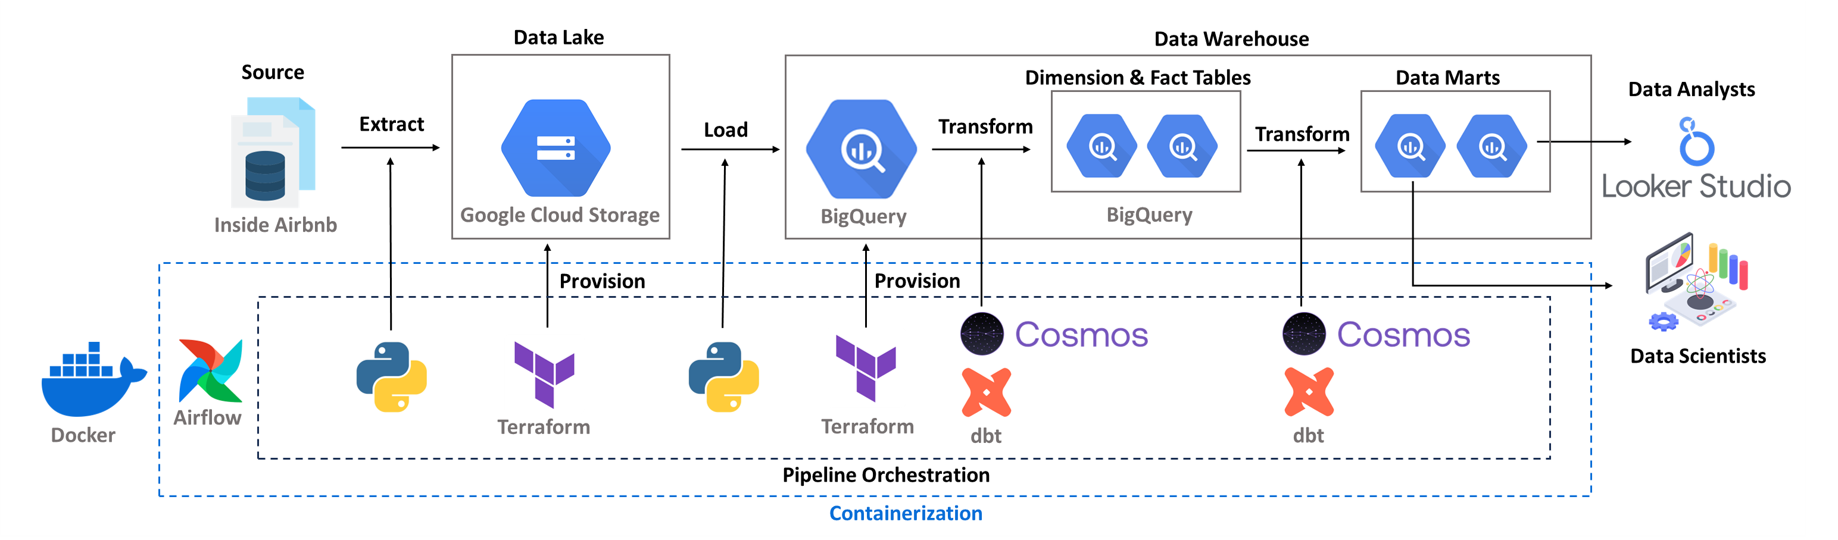 Data Lake
Data Warehouse
Source
Dimension & Fact Tables
Data Marts
Data Analysts
Extract
Load
Transform
Transform
Looker Studio
Inside Airbnb
Google Cloud Storage
BigQuery
BigQuery
Provision
Provision
Cosmos
Cosmos
Data Scientists
Airflow
Terraform
Terraform
Docker
dbt
dbt
Pipeline Orchestration
Containerization